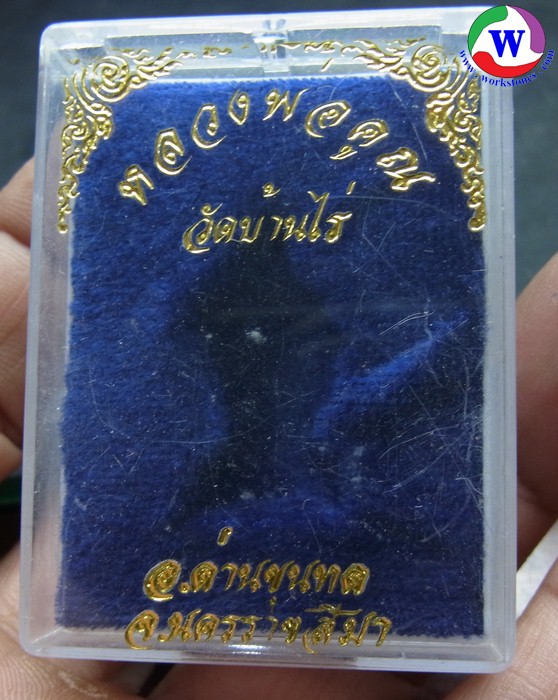 W
www.workstoney.com
หลวงพ่อคูณ
วัดบ้านไร่
อ.ด่านขุนทด
จ.นครราชสีมา